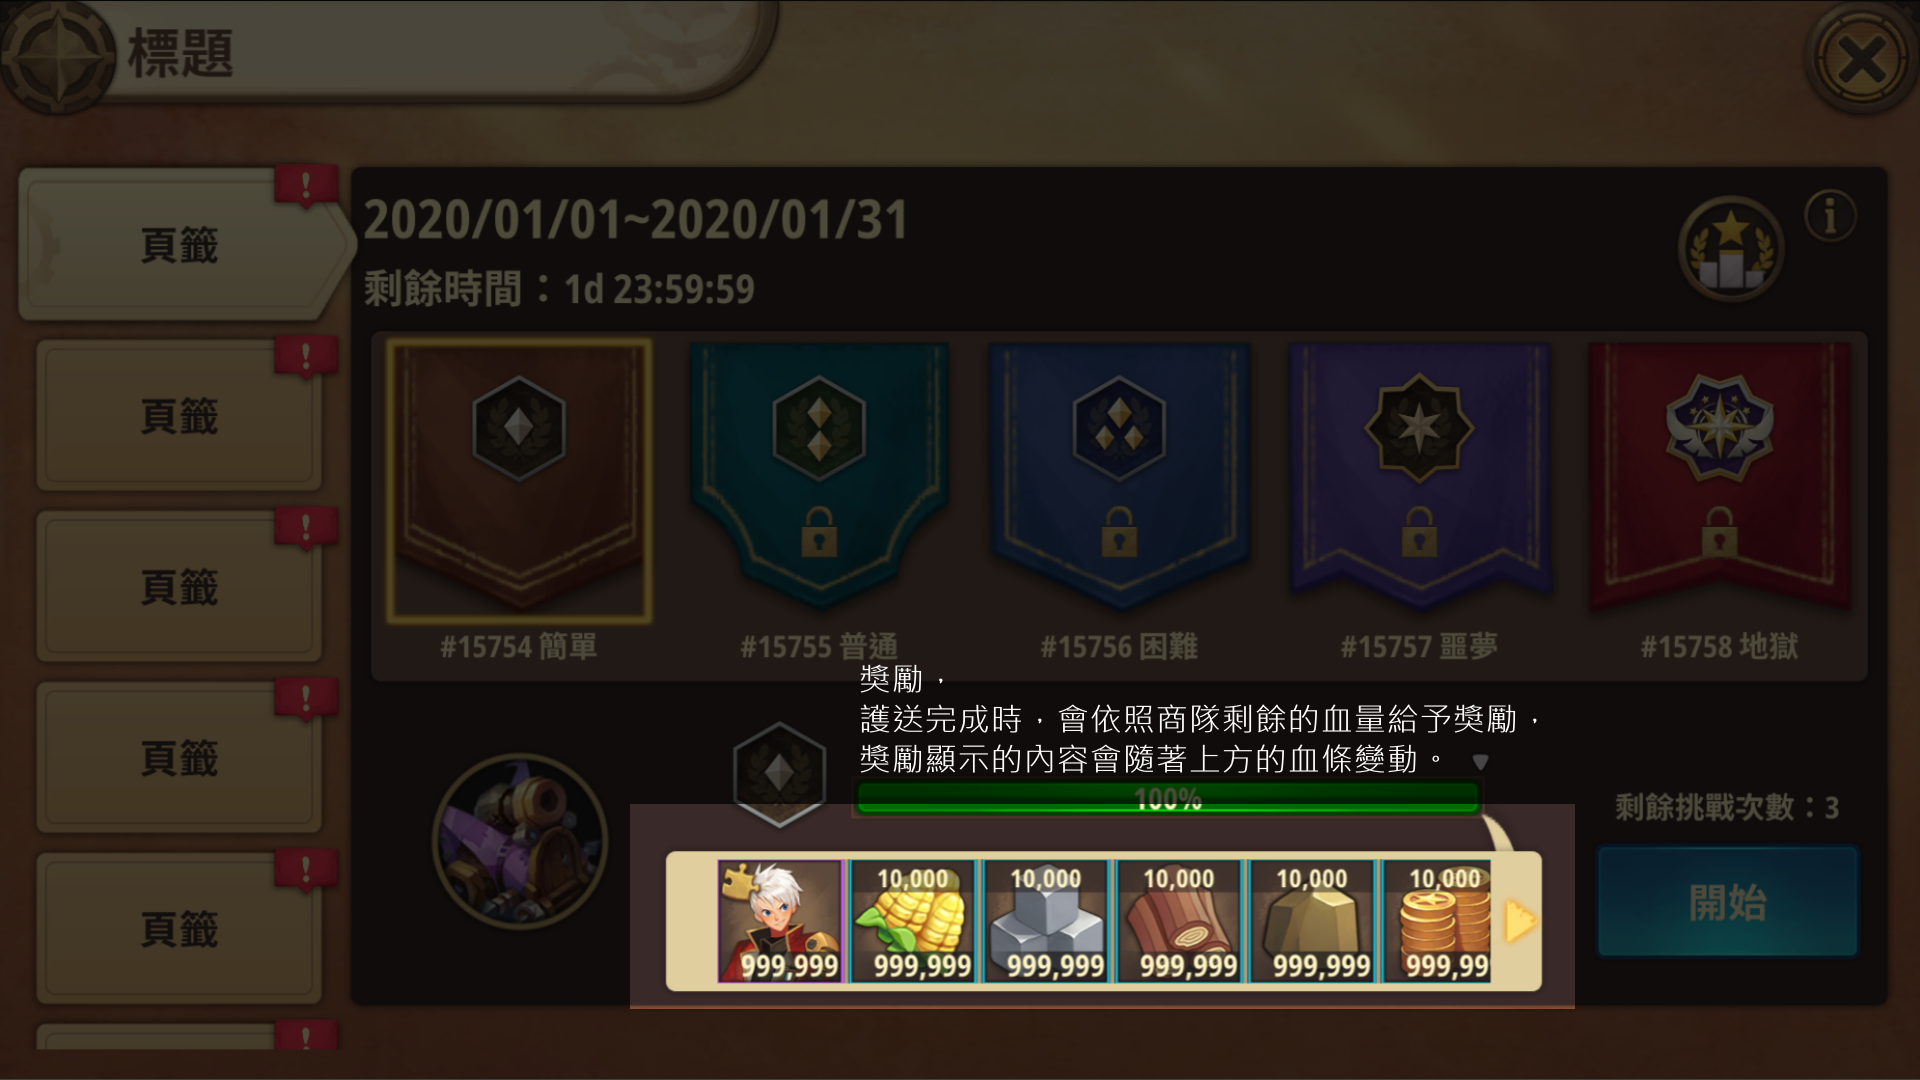 標題
頁籤
頁籤
頁籤
頁籤
頁籤
2020/01/01~2020/01/31
剩餘時間：1d 23:59:59
#15754 簡單
#15755 普通
#15756 困難
#15757 噩夢
#15758 地獄
獎勵，
護送完成時，會依照商隊剩餘的血量給予獎勵，
獎勵顯示的內容會隨著上方的血條變動。
100%
剩餘挑戰次數：3
10,000
10,000
10,000
10,000
10,000
999,999
999,999
999,999
999,999
999,999
999,99
開始